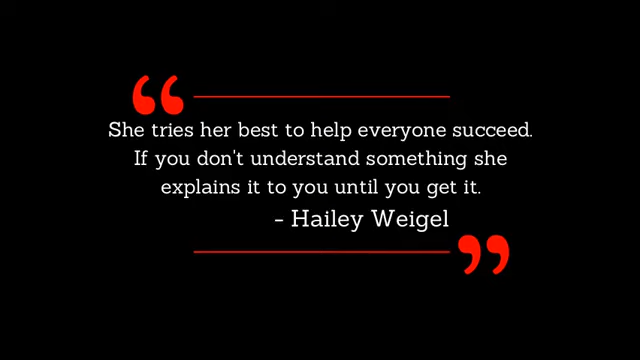 She tries her best to help everyone succeed.
If you don't understand something she
explains it to you until you get it.
- Hailey Weigel